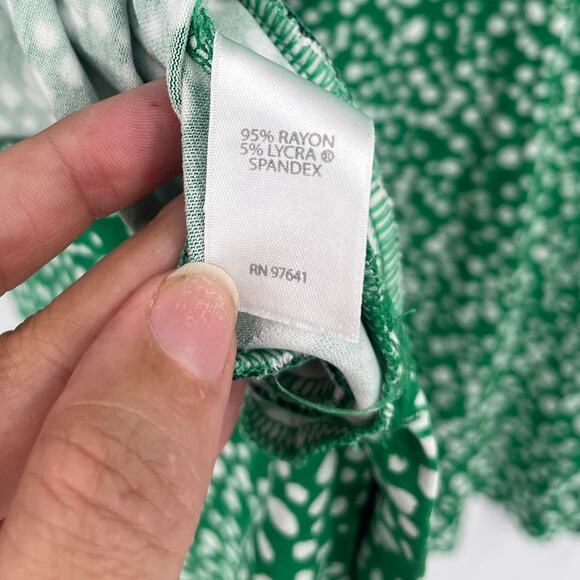 95% RAYON
5% LYCRA ®
SPANDEX
RN 97641